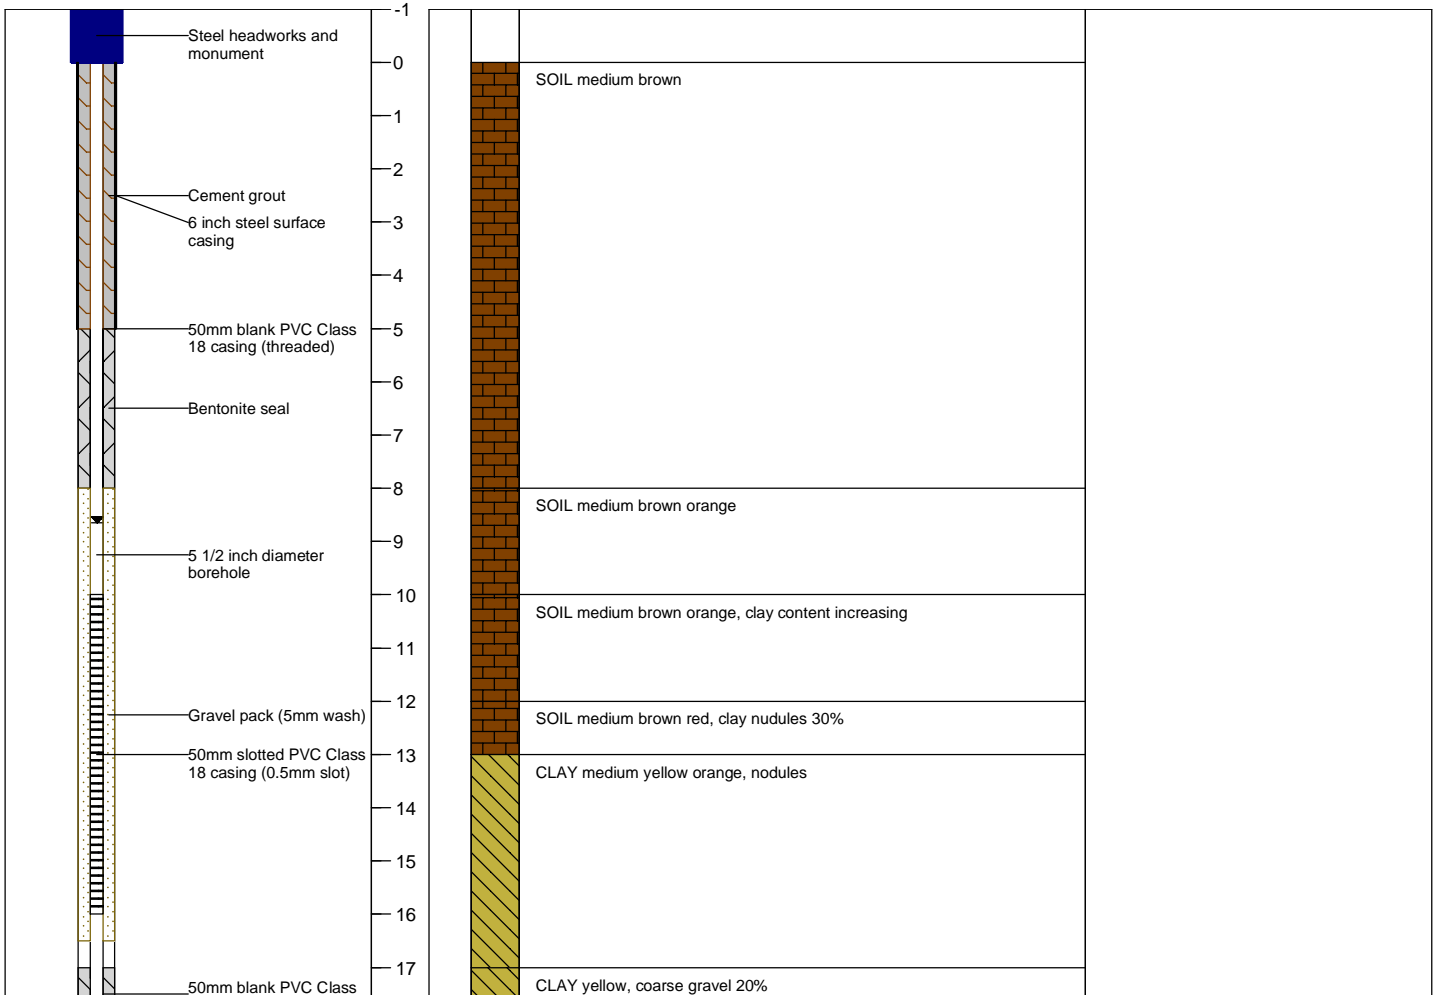 Steel headworks and
monument
Cement grout
6 inch steel surface
casing
50mm blank PVC Class
18 casing (threaded)
Bentonite seal
5 1/2 inch diameter
borehole
Gravel pack (5mm wash)
50mm slotted PVC Class
18 casing (0.5mm slot)
50mm blank PVC Class
-1
0
1
2
3
4
5
6
7
8
9
10
11
12
13
14
15
16
17
SOIL medium brown
SOIL medium brown orange
SOIL medium brown orange, clay content increasing
SOIL medium brown red, clay nudules 30%
CLAY medium yellow orange, nodules
CLAY yellow, coarse gravel 20%